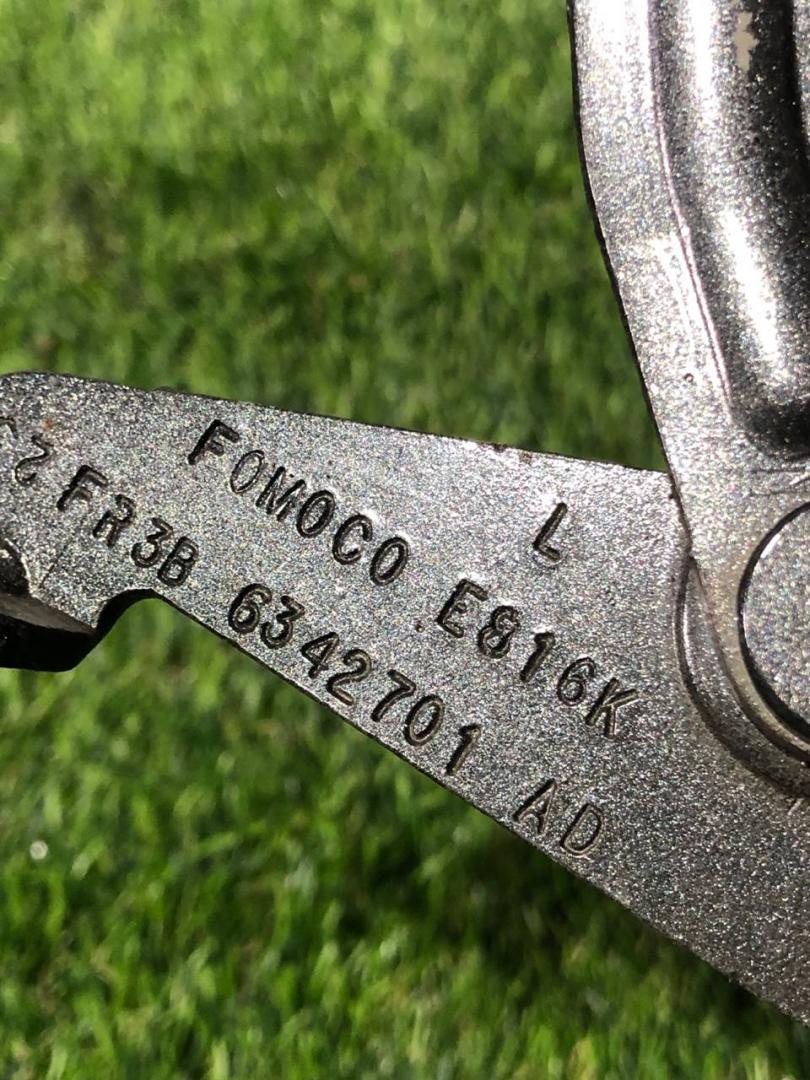 L
FOMOCO E816K
FR3B 6342701 AD